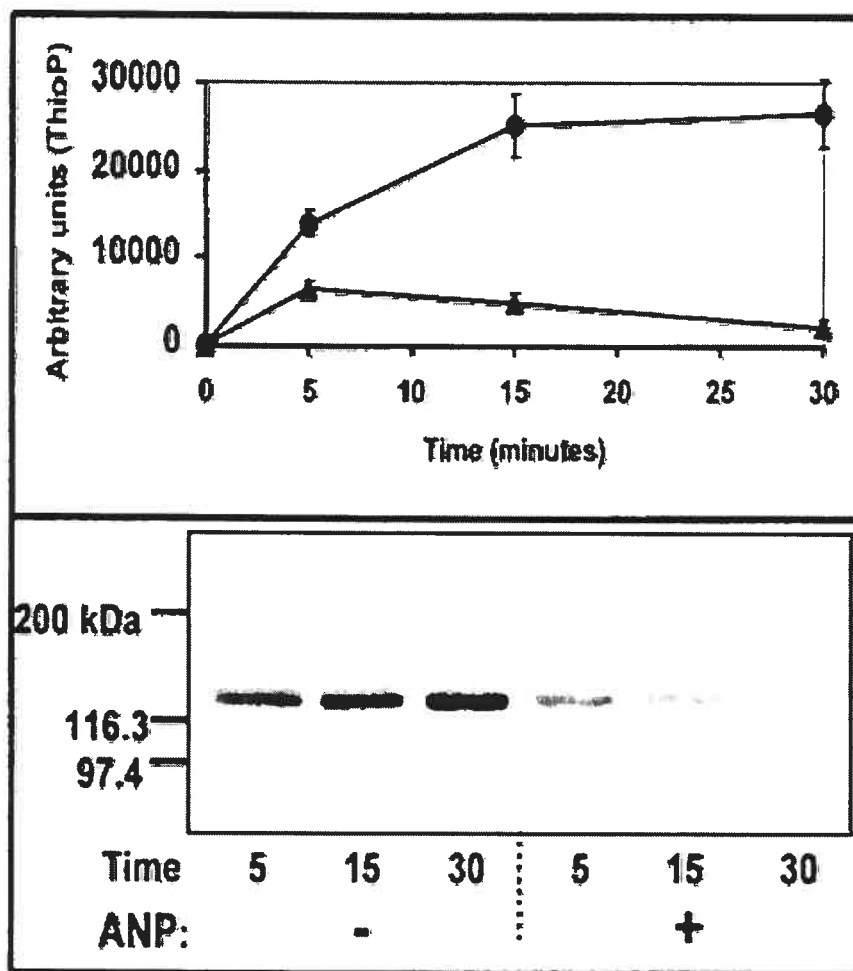 Arbitrary units (ThioP)
30000
20000
10000
0
0 5 10 15 20 25 30
Time (minutes)
200 kDa
116.3
97.4
Time 5 15 30 5 15 30
ANP: - +